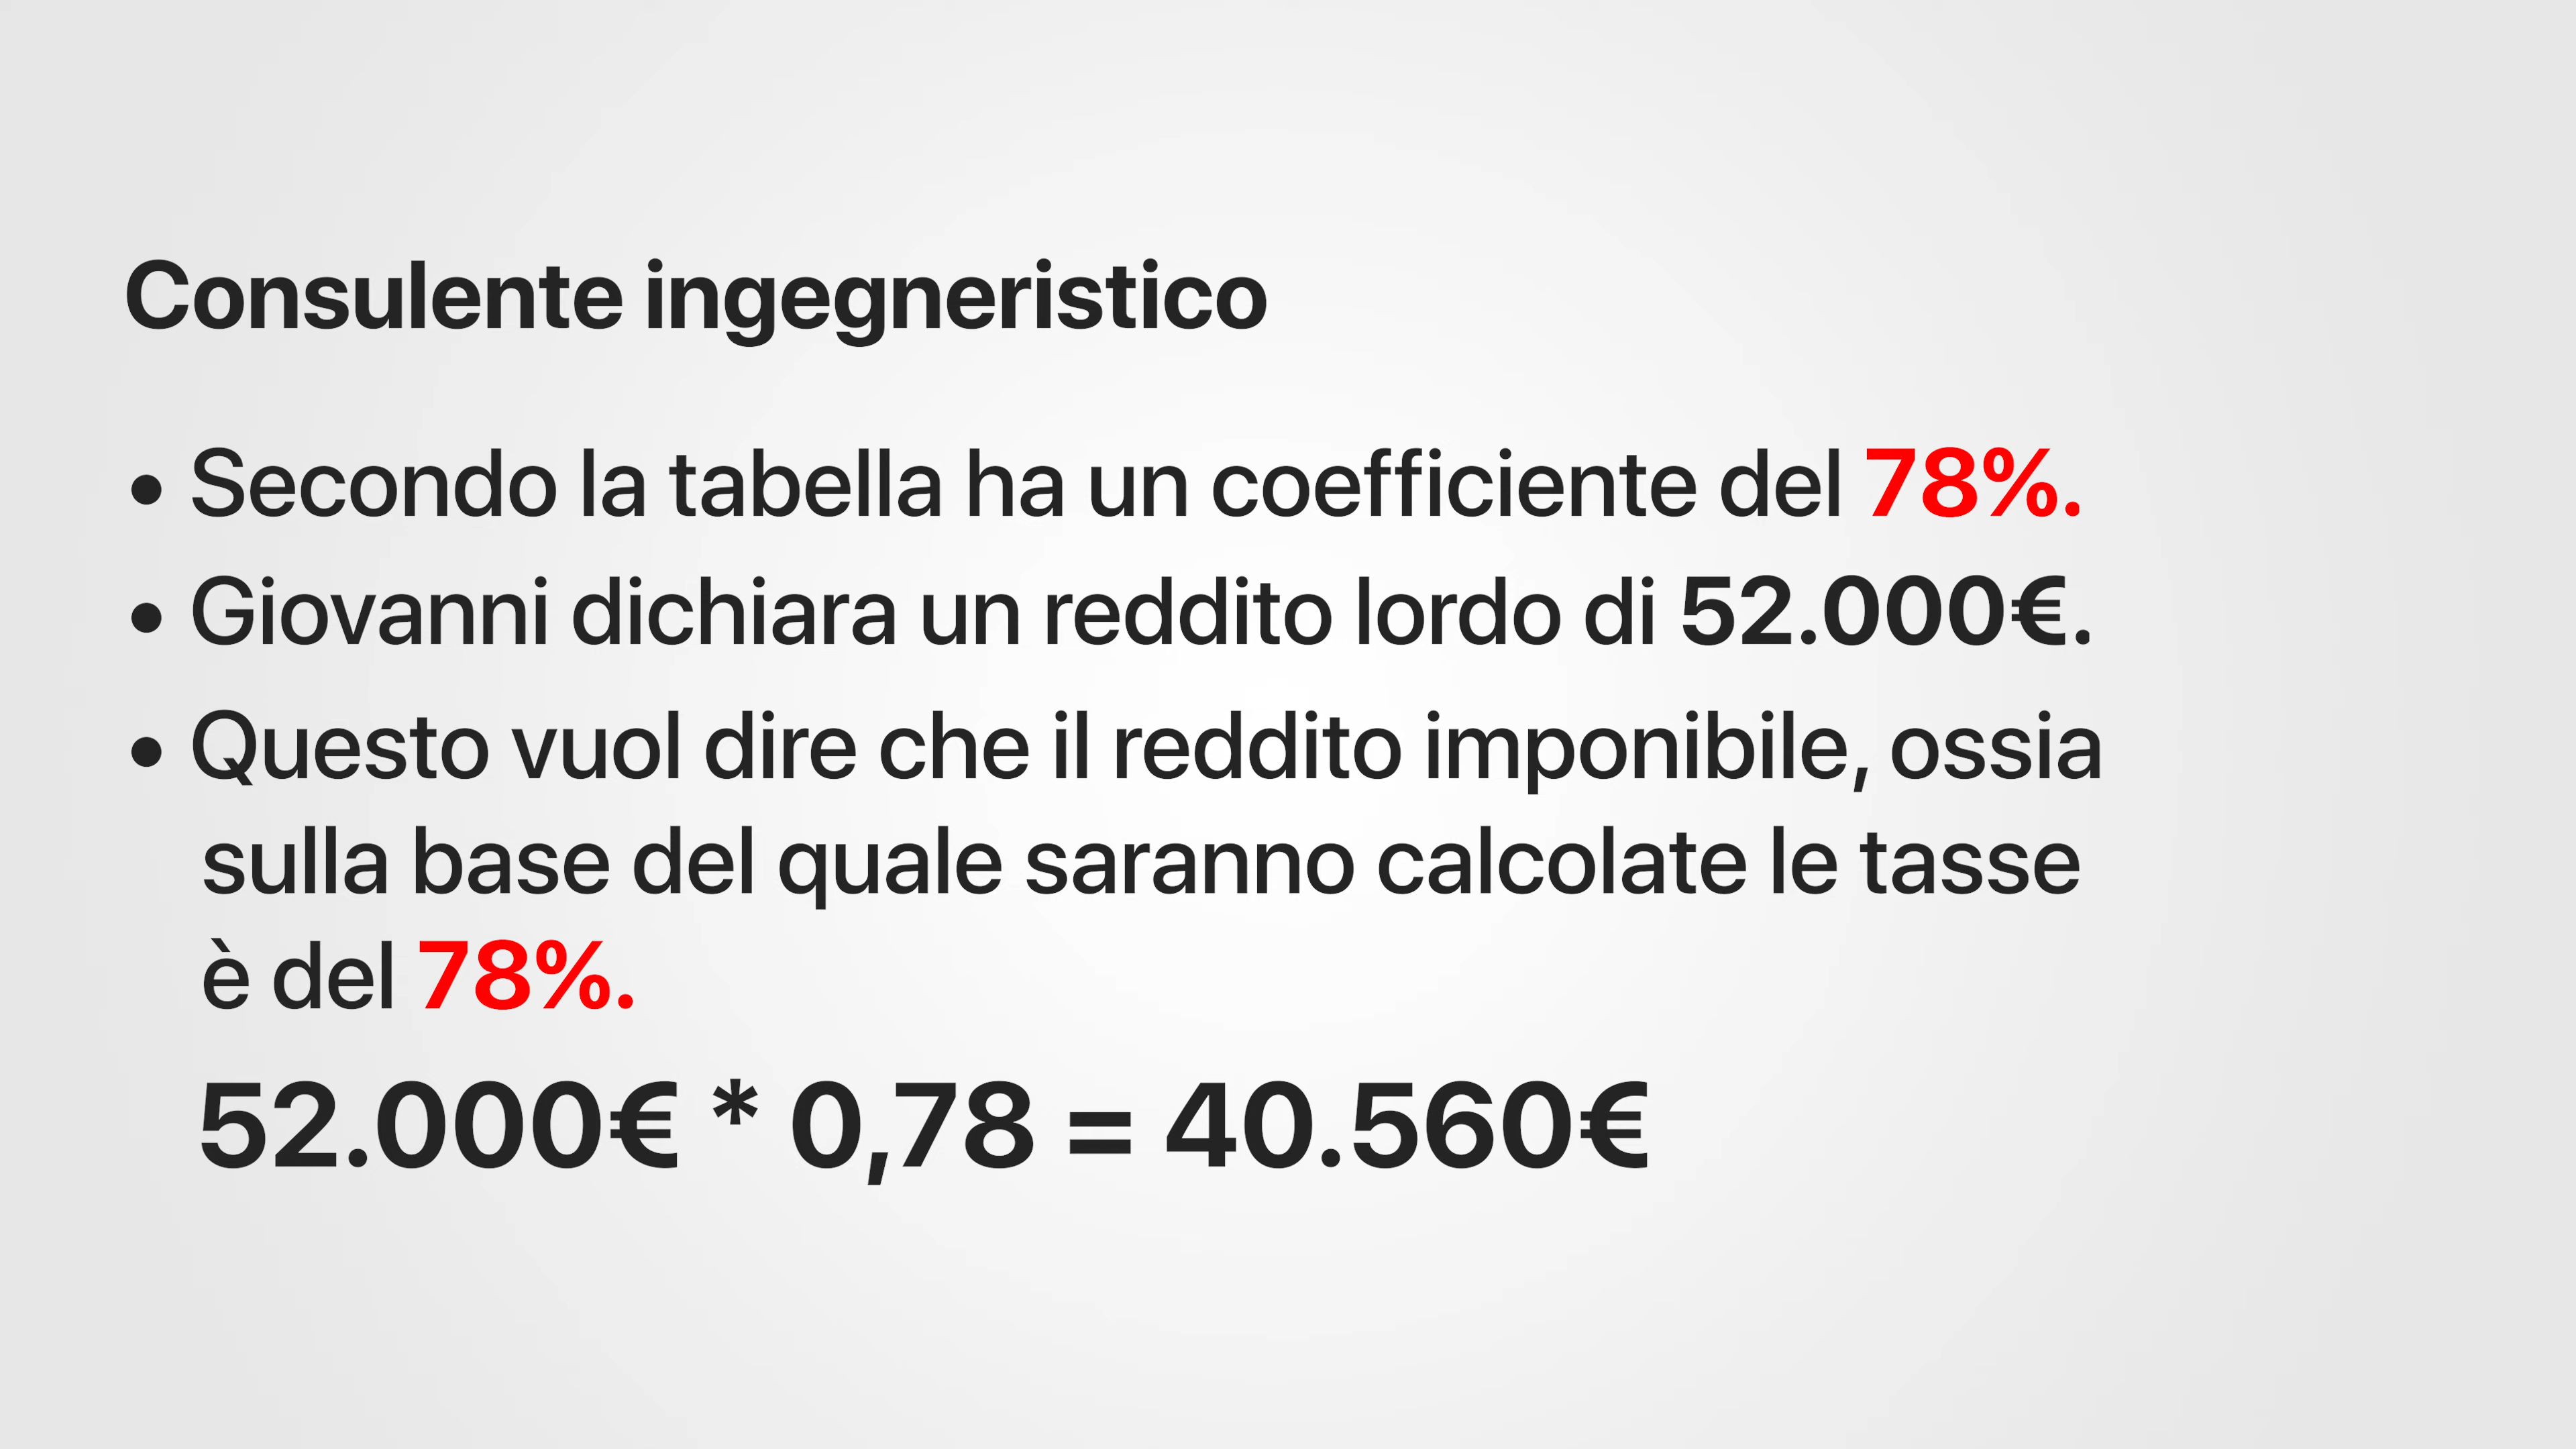 Consulente ingegneristico
• Secondo la tabella ha un coefficiente del 78%.
• Giovanni dichiara un reddito lordo di 52.000€.
• Questo vuol dire che il reddito imponibile, ossia
sulla base del quale saranno calcolate le tasse
è del 78%.
52.000€ * 0,78 = 40.560€